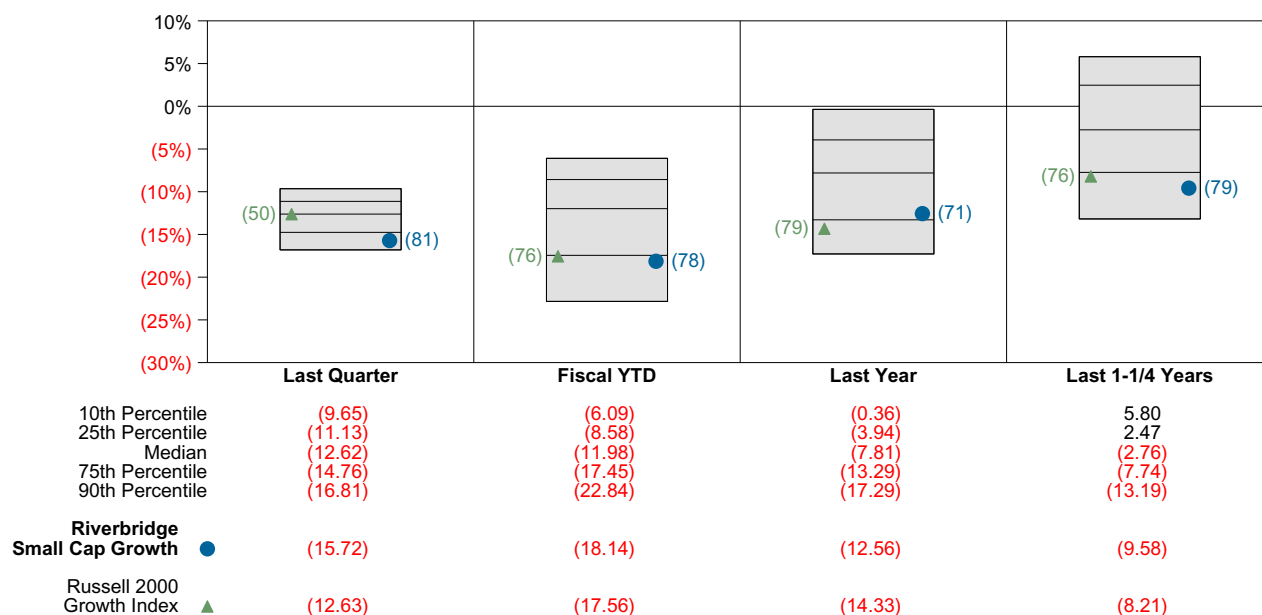 10%
5%
0%
(5%)
(10%)
(15%)
(20%)
(25%)
(30%)
(50) (81)
(76) (78)
(79) (71)
(76) (79)
Last Quarter Fiscal YTD Last Year Last 1-1/4 Years
10th Percentile (9.65) (6.09) (0.36) 5.80
25th Percentile (11.13) (8.58) (3.94) 2.47
Median (12.62) (11.98) (7.81) (2.76)
75th Percentile (14.76) (17.45) (13.29) (7.74)
90th Percentile (16.81) (22.84) (17.29) (13.19)
Riverbridge
Small Cap Growth (15.72) (18.14) (12.56) (9.58)
Russell 2000
Growth Index (12.63) (17.56) (14.33) (8.21)